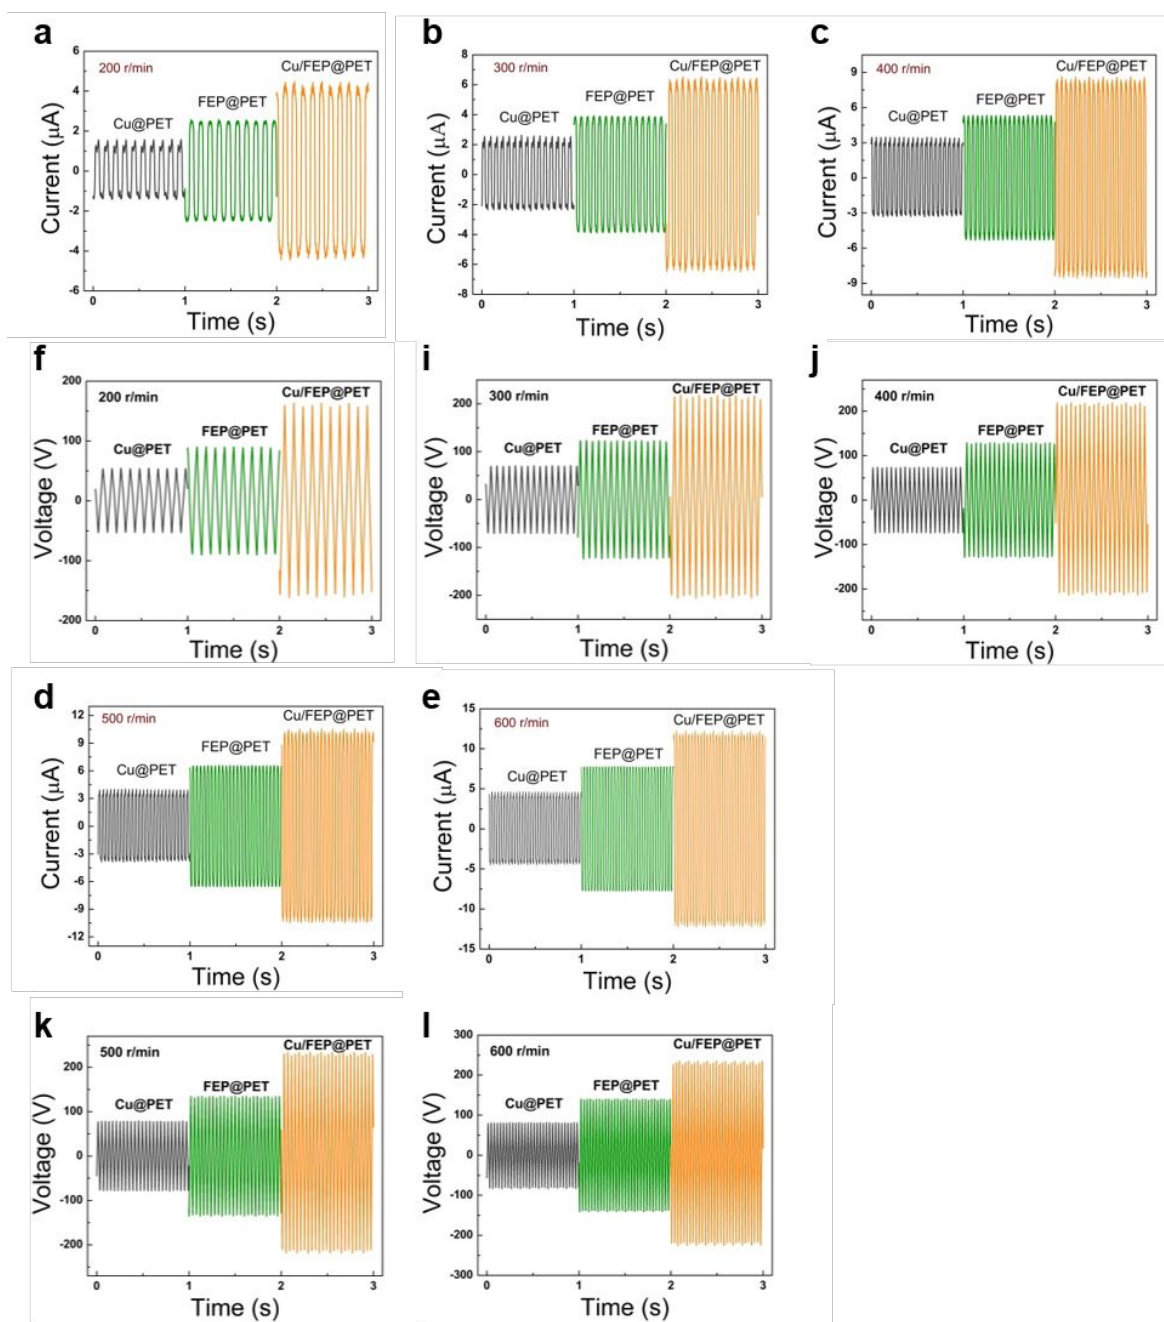 a
200 r/min
Cu@PET
FEP@PET
Cu/FEP@PET
Current (μA)
6
4
2
0
-2
-4
-6
0 1 2 3
Time (s)
b
300 r/min
Cu@PET
FEP@PET
Cu/FEP@PET
Current (μA)
8
6
4
2
0
-2
-4
-6
-8
0 1 2 3
Time (s)
c
400 r/min
Cu@PET
FEP@PET
Cu/FEP@PET
Current (μA)
9
6
3
0
-3
-6
-9
0 1 2 3
Time (s)
f
200 r/min
Cu@PET
FEP@PET
Cu/FEP@PET
Voltage (V)
200
100
0
-100
-200
0 1 2 3
Time (s)
i
300 r/min
Cu@PET
FEP@PET
Cu/FEP@PET
Voltage (V)
200
100
0
-100
-200
0 1 2 3
Time (s)
j
400 r/min
Cu@PET
FEP@PET
Cu/FEP@PET
Voltage (V)
200
100
0
-100
-200
0 1 2 3
Time (s)
d
500 r/min
Cu@PET
FEP@PET
Cu/FEP@PET
Current (μA)
12
9
6
3
0
-3
-6
-9
-12
0 1 2 3
Time (s)
e
600 r/min
Cu@PET
FEP@PET
Cu/FEP@PET
Current (μA)
15
10
5
0
-5
-10
-15
0 1 2 3
Time (s)
k
500 r/min
Cu@PET
FEP@PET
Cu/FEP@PET
Voltage (V)
200
100
0
-100
-200
0 1 2 3
Time (s)
l
600 r/min
Cu@PET
FEP@PET
Cu/FEP@PET
Voltage (V)
300
200
100
0
-100
-200
-300
0 1 2 3
Time (s)